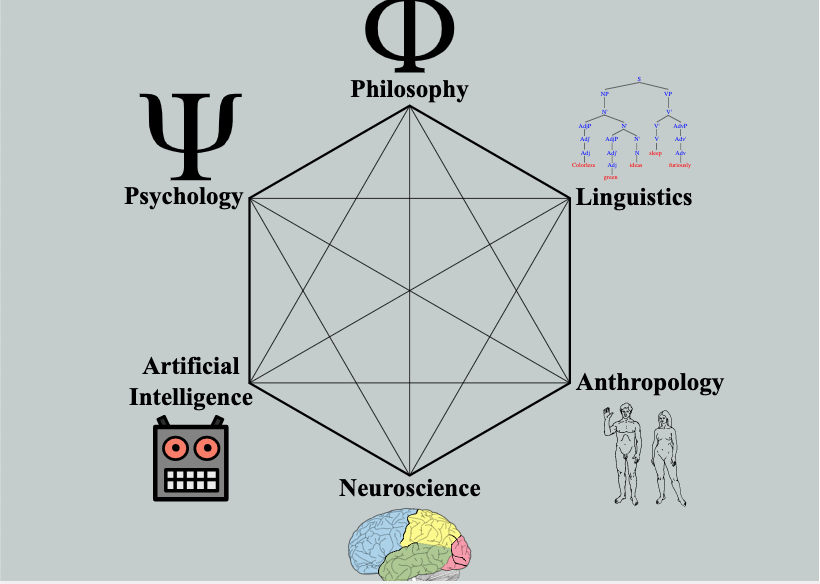 Φ
Philosophy
Ψ
Psychology
S
NP VP
N' V'
AdjP N' V' AdvP
Adj' AdjP N' V Adv'
Adj Adj' N sleep Adv
Colorless Adj ideas furiously
green
Linguistics
Artificial
Intelligence
Anthropology
Neuroscience